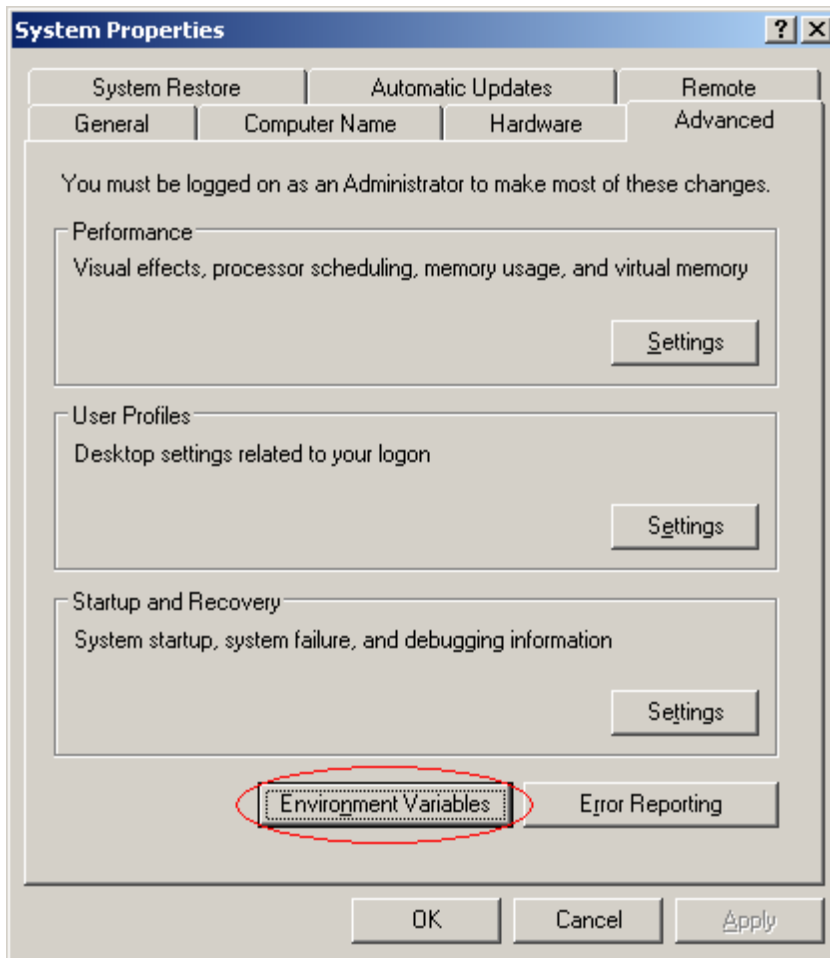 System Properties
System Restore Automatic Updates Remote
General Computer Name Hardware Advanced
You must be logged on as an Administrator to make most of these changes.
Performance
Visual effects, processor scheduling, memory usage, and virtual memory
Settings
User Profiles
Desktop settings related to your logon
Settings
Startup and Recovery
System startup, system failure, and debugging information
Settings
Environment Variables Error Reporting
OK Cancel Apply